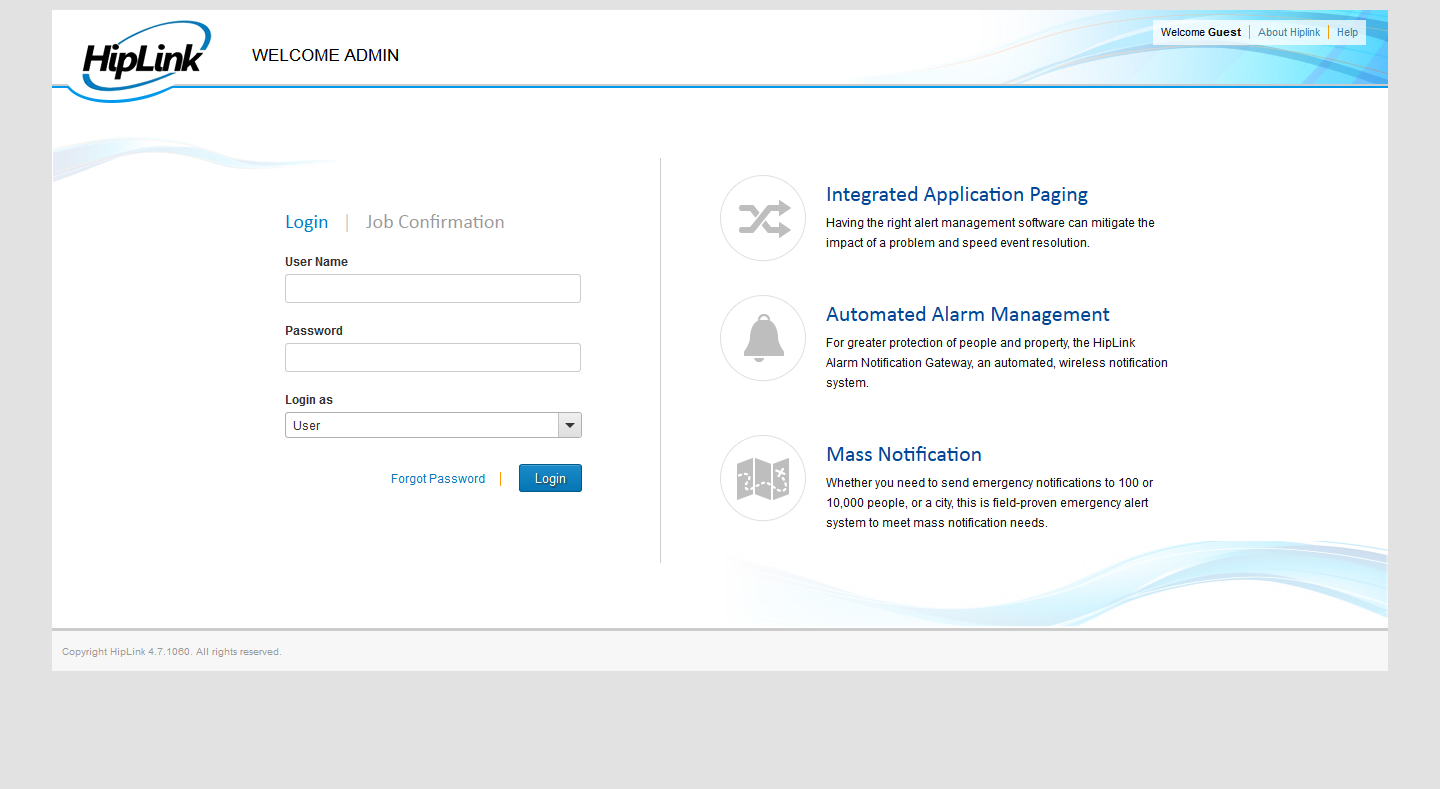 HipLink
WELCOME ADMIN
Welcome Guest | About Hiplink | Help
Login | Job Confirmation
User Name
Password
Login as
User
Forgot Password | Login
Integrated Application Paging
Having the right alert management software can mitigate the
impact of a problem and speed event resolution.
Automated Alarm Management
For greater protection of people and property, the HipLink
Alarm Notification Gateway, an automated, wireless notification
system.
Mass Notification
Whether you need to send emergency notifications to 100 or
10,000 people, or a city, this is field-proven emergency alert
system to meet mass notification needs.
Copyright HipLink 4.7.1060. All rights reserved.